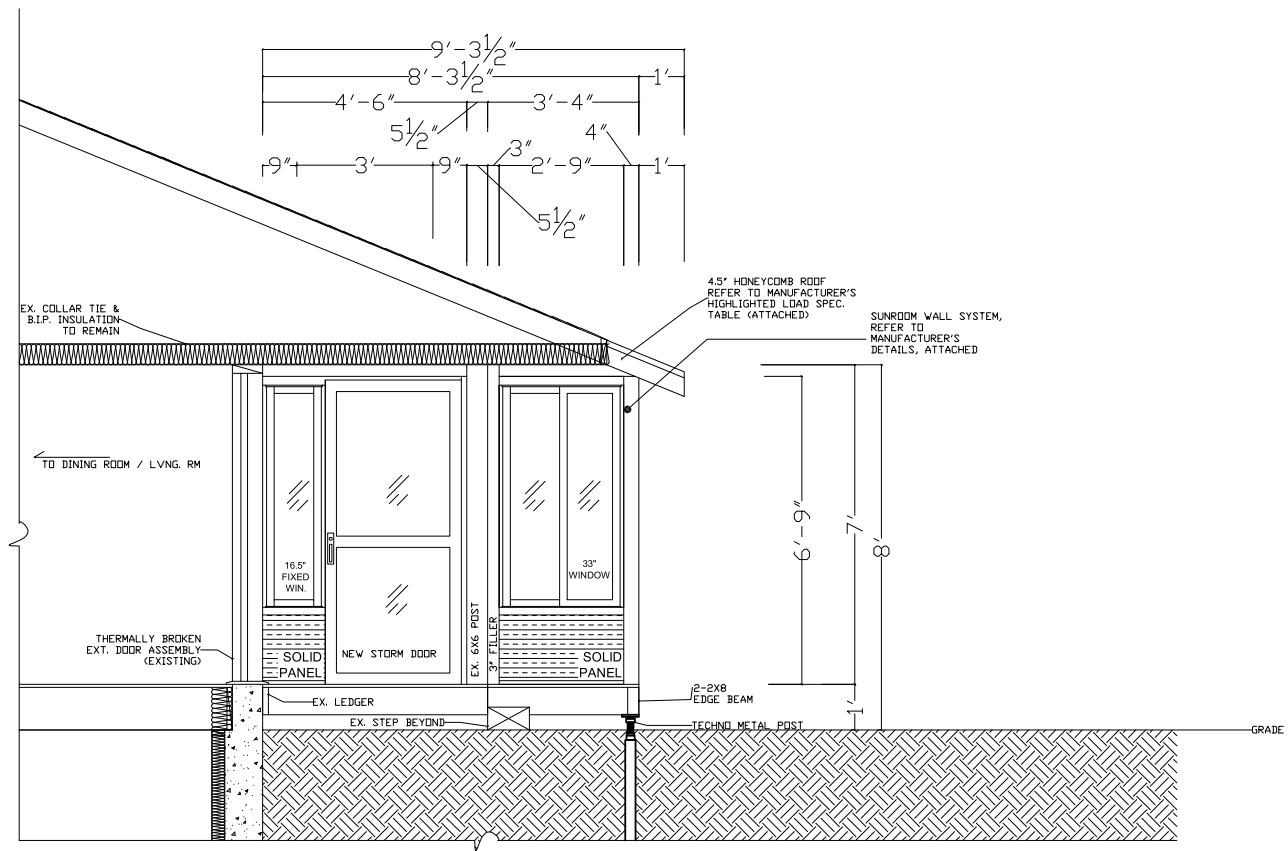 9'-3½"
8'-3½"
1'
4'-6"
3'-4"
5½"
4"
3"
9"
3'
9"
2'-9"
1'
5½"
4.5" HONEYCOMB ROOF
REFER TO MANUFACTURER'S
HIGHLIGHTED LOAD SPEC.
TABLE (ATTACHED)
EX. COLLAR TIE &
B.I.P. INSULATION
TO REMAIN
SUNROOM WALL SYSTEM,
REFER TO
MANUFACTURER'S
DETAILS, ATTACHED
TO DINING ROOM / LVNG. RM
6'-9"
7'
8'
16.5"
FIXED
WIN.
33"
WINDOW
EX. 6X6 POST
3" FILLER
THERMALLY BROKEN
EXT. DOOR ASSEMBLY
(EXISTING)
SOLID
PANEL
NEW STORM DOOR
SOLID
PANEL
EX. LEDGER
2-2X8
EDGE BEAM
1'
EX. STEP BEYOND
TECHNO METAL POST
GRADE